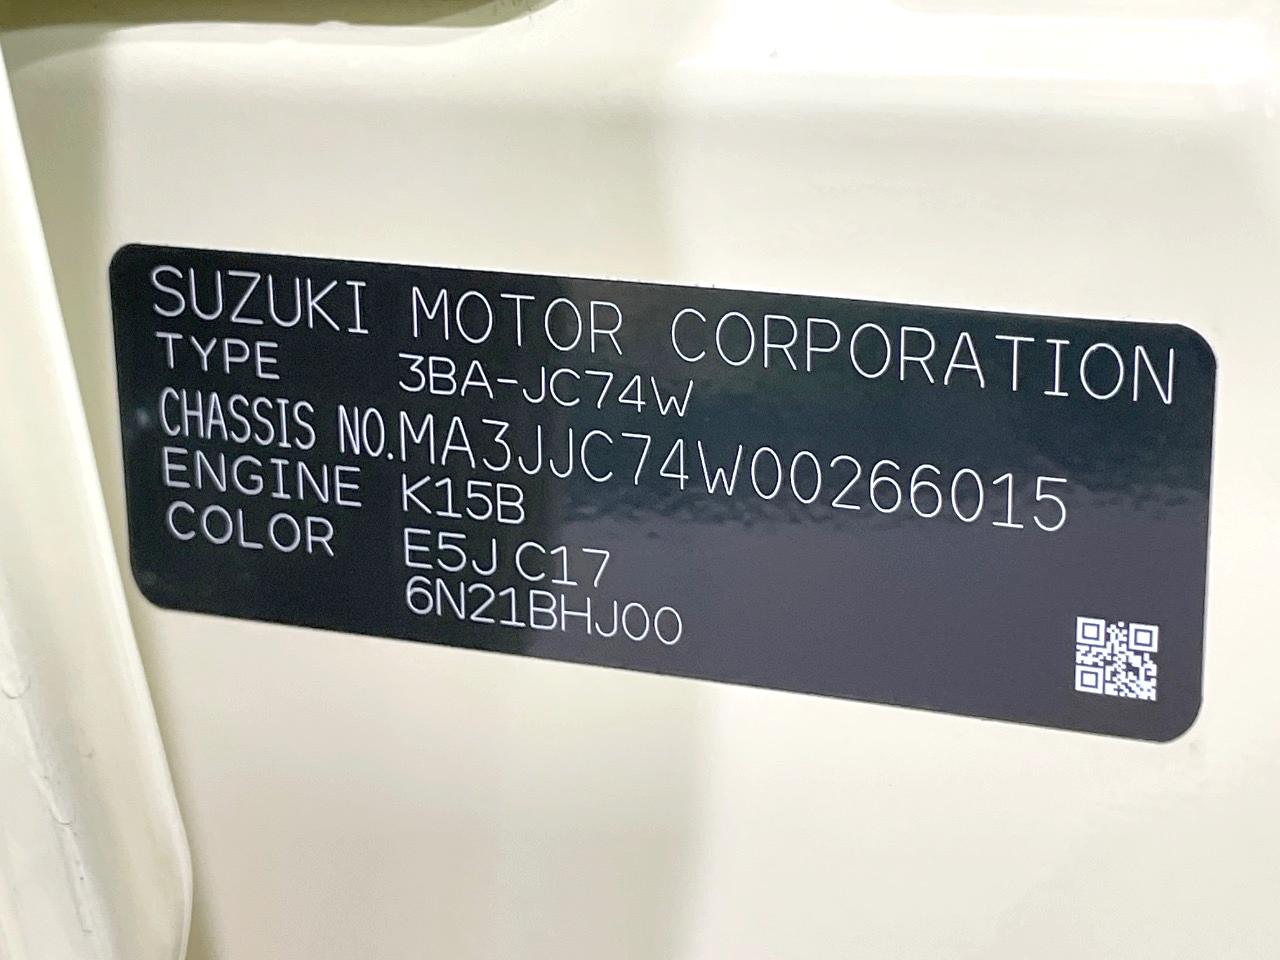 SUZUKI MOTOR CORPORATION
TYPE 3BA-JC74W
CHASSIS NO.MA3JJC74W00266015
ENGINE K15B
COLOR E5J C17
6N21BHJ00